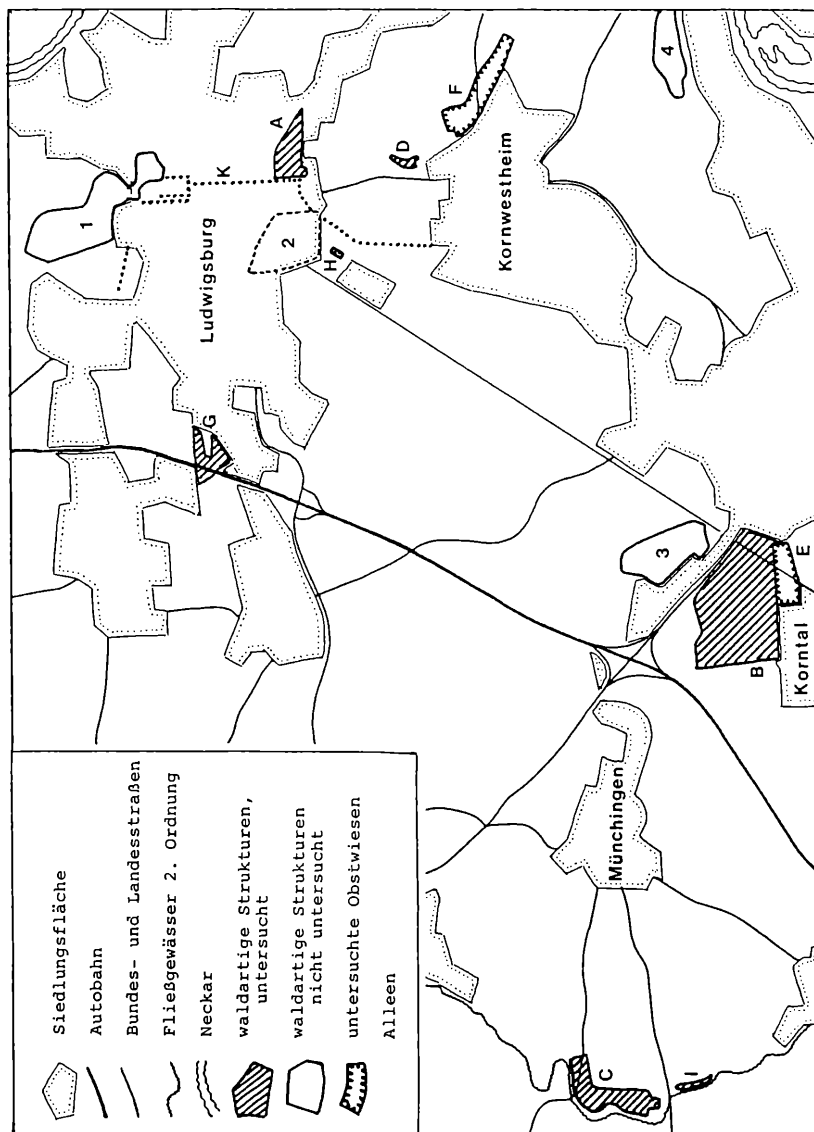 Siedlungsfläche
Autobahn
Bundes- und Landesstraßen
Fließgewässer 2. Ordnung
Neckar
waldartige Strukturen,
untersucht
waldartige Strukturen
nicht untersucht
untersuchte Obstwiesen
Alleen
1
K
A
Ludwigsburg
2
H
G
D
F
4
Kornwestheim
3
B
E
Korntal
Münchingen
C
I